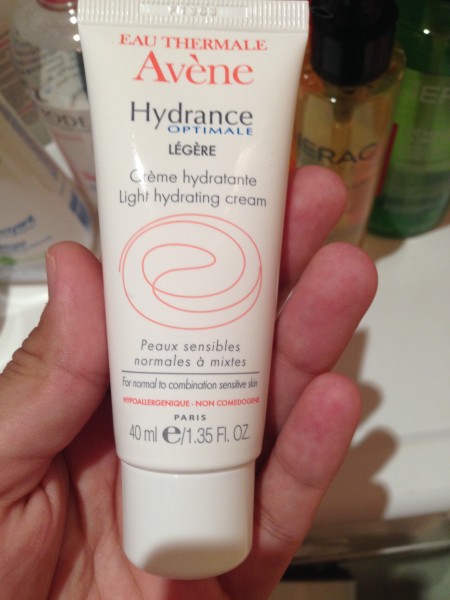 EAU THERMALE
Avène
Hydrance
OPTIMALE
LÉGÈRE
Crème hydratante
Light hydrating cream
Peaux sensibles
normales à mixtes
For normal to combination sensitive skin
HYPOALLERGENIQUE - NON COMEDOGENE
PARIS
40 ml e/1.35 FL. OZ.